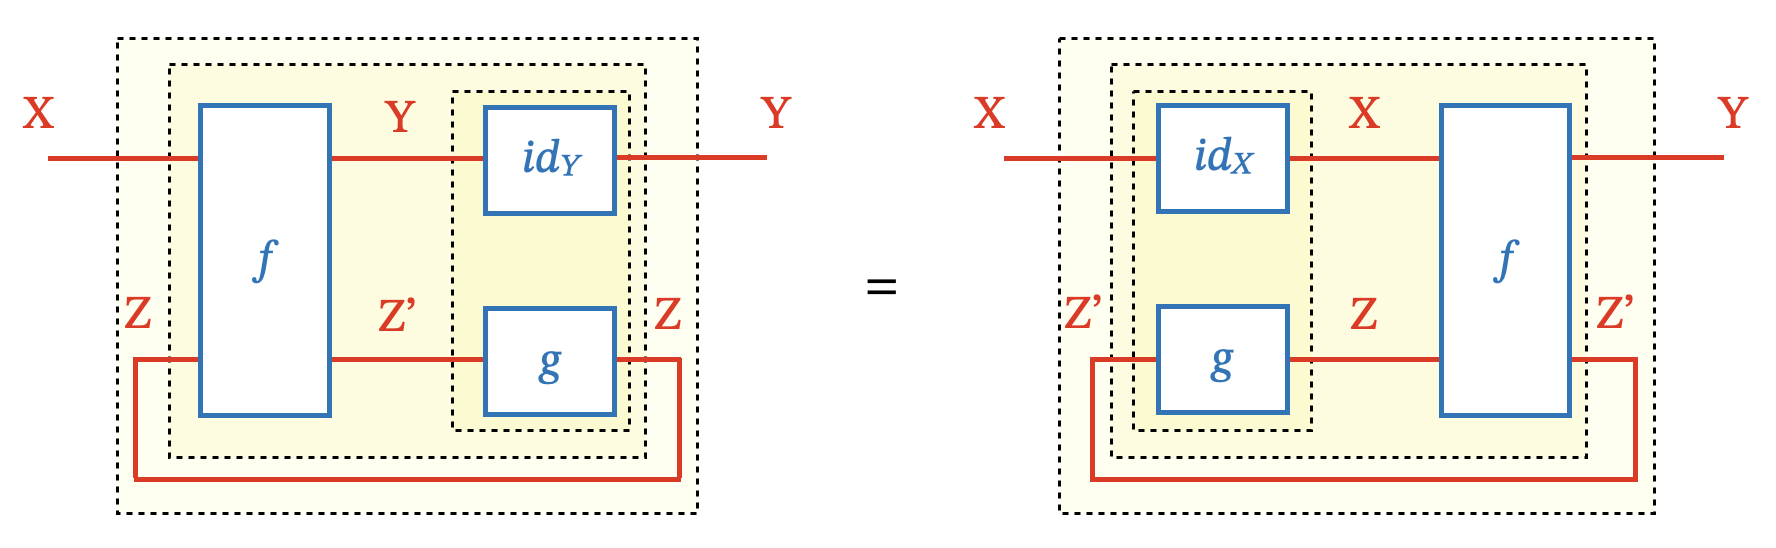 X Y id_Y Y X id_X X Y
f = f
Z Z' Z Z' Z Z'
g g